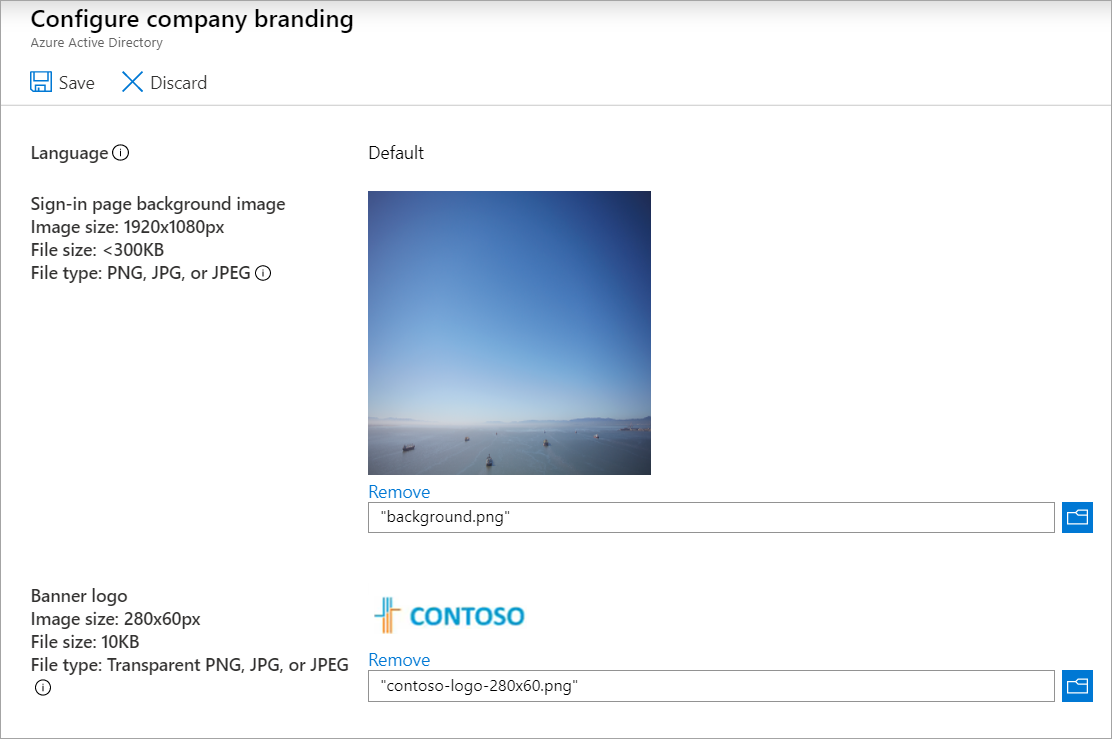 Configure company branding
Azure Active Directory
Save Discard
Language Default
Sign-in page background image
Image size: 1920x1080px
File size: <300KB
File type: PNG, JPG, or JPEG
Remove
"background.png"
Banner logo
Image size: 280x60px
File size: 10KB
File type: Transparent PNG, JPG, or JPEG
CONTOSO
Remove
"contoso-logo-280x60.png"